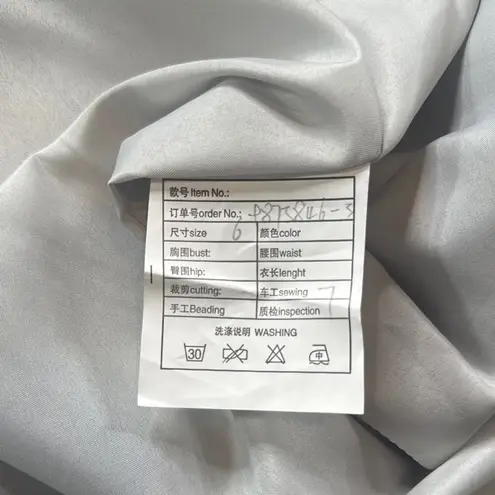 款号Item No.:
订单号order No.:
尺寸size 6 颜色color
胸围bust: 腰围waist
臀围hip: 衣长lenght
裁剪cutting: 车工sewing 7
手工Beading 质检inspection
洗涤说明 WASHING
30 中